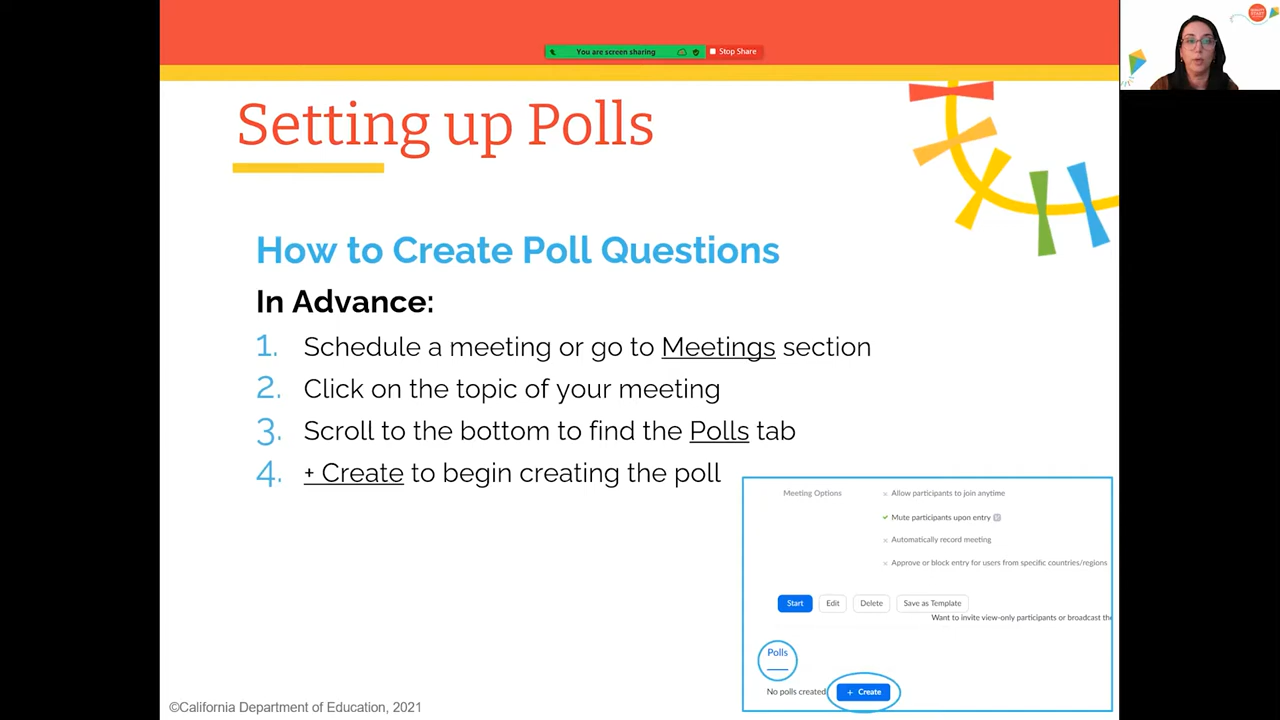 You are screen sharing
Stop Share
Setting up Polls
How to Create Poll Questions
In Advance:
1. Schedule a meeting or go to Meetings section
2. Click on the topic of your meeting
3. Scroll to the bottom to find the Polls tab
4. + Create to begin creating the poll
Meeting Options
Allow participants to join anytime
Mute participants upon entry
Automatically record meeting
Approve or block entry for users from specific countries/regions
Start Edit Delete Save as Template
Want to invite view-only participants or broadcast the
Polls
No polls created
+ Create
©California Department of Education, 2021